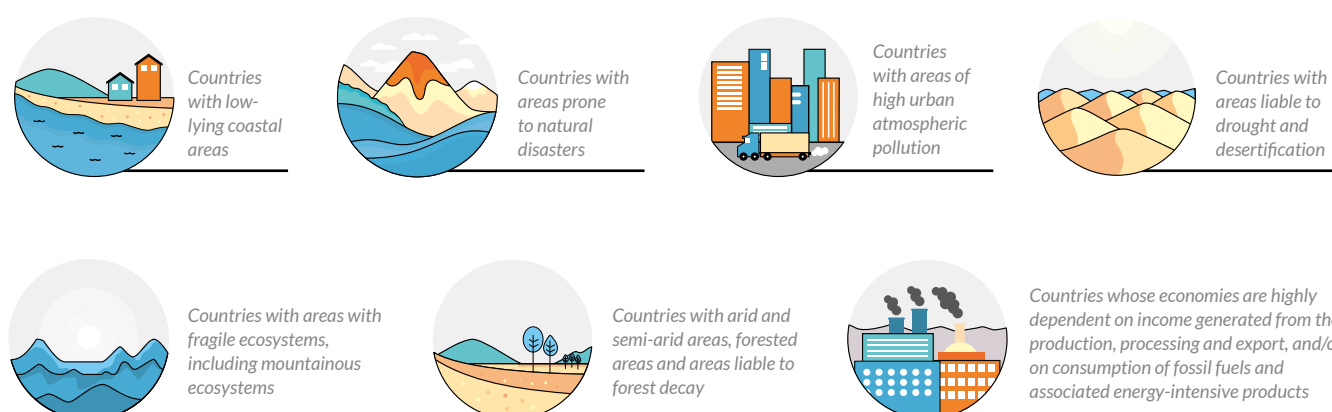 Countries
with low-
lying coastal
areas
Countries with
areas prone
to natural
disasters
Countries
with areas of
high urban
atmospheric
pollution
Countries with
areas liable to
drought and
desertification
Countries with areas with
fragile ecosystems,
including mountainous
ecosystems
Countries with arid and
semi-arid areas, forested
areas and areas liable to
forest decay
Countries whose economies are highly
dependent on income generated from
production, processing and export,
on consumption of fossil fuels and
associated energy-intensive products